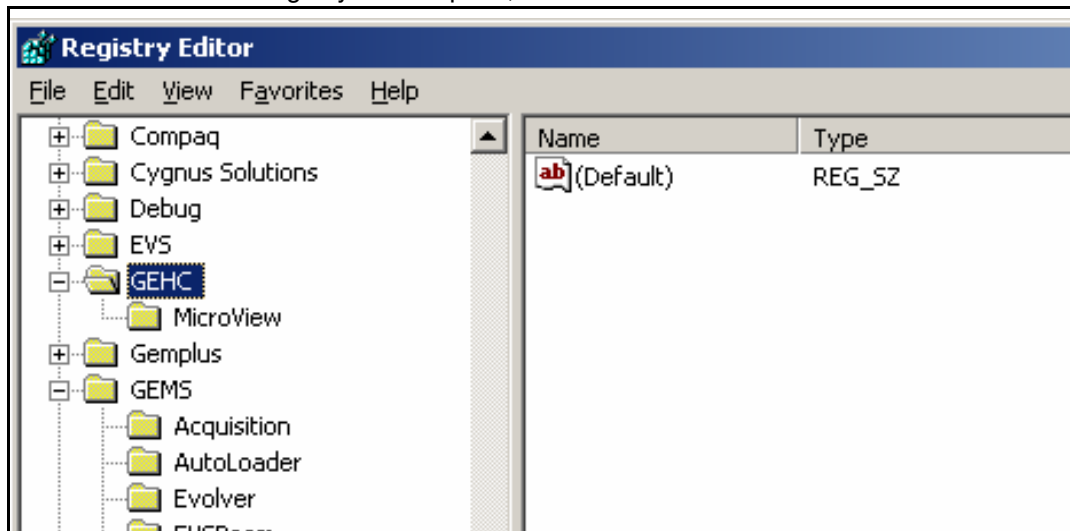 Registry Editor
File Edit View Favorites Help
Compaq
Cygnus Solutions
Debug
EVS
GEHC
MicroView
Gemplus
GEMS
Acquisition
AutoLoader
Evolver
Name Type
ab (Default) REG_SZ